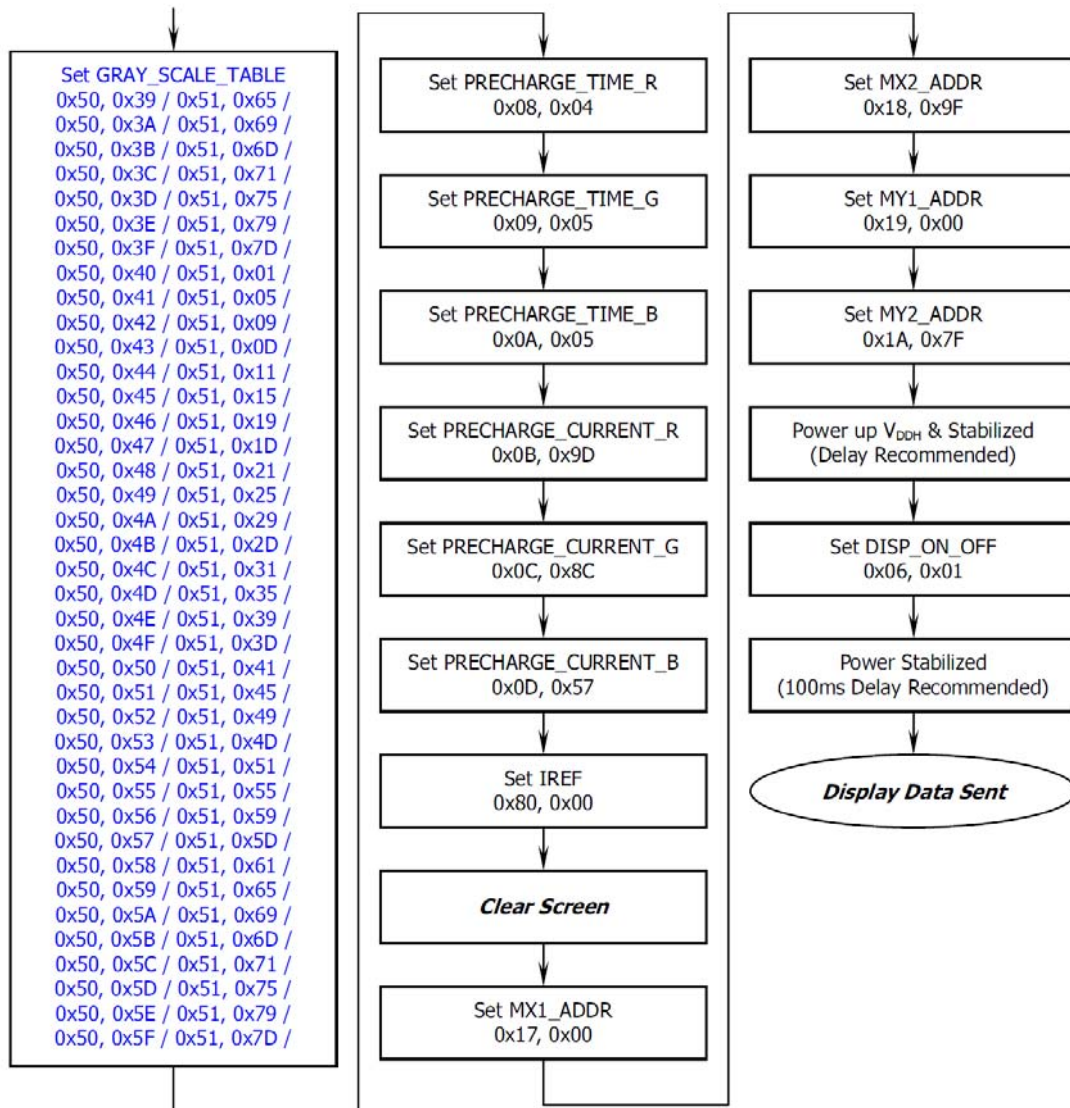 Set GRAY_SCALE_TABLE
0x50, 0x39 / 0x51, 0x65 /
0x50, 0x3A / 0x51, 0x69 /
0x50, 0x3B / 0x51, 0x6D /
0x50, 0x3C / 0x51, 0x71 /
0x50, 0x3D / 0x51, 0x75 /
0x50, 0x3E / 0x51, 0x79 /
0x50, 0x3F / 0x51, 0x7D /
0x50, 0x40 / 0x51, 0x01 /
0x50, 0x41 / 0x51, 0x05 /
0x50, 0x42 / 0x51, 0x09 /
0x50, 0x43 / 0x51, 0x0D /
0x50, 0x44 / 0x51, 0x11 /
0x50, 0x45 / 0x51, 0x15 /
0x50, 0x46 / 0x51, 0x19 /
0x50, 0x47 / 0x51, 0x1D /
0x50, 0x48 / 0x51, 0x21 /
0x50, 0x49 / 0x51, 0x25 /
0x50, 0x4A / 0x51, 0x29 /
0x50, 0x4B / 0x51, 0x2D /
0x50, 0x4C / 0x51, 0x31 /
0x50, 0x4D / 0x51, 0x35 /
0x50, 0x4E / 0x51, 0x39 /
0x50, 0x4F / 0x51, 0x3D /
0x50, 0x50 / 0x51, 0x41 /
0x50, 0x51 / 0x51, 0x45 /
0x50, 0x52 / 0x51, 0x49 /
0x50, 0x53 / 0x51, 0x4D /
0x50, 0x54 / 0x51, 0x51 /
0x50, 0x55 / 0x51, 0x55 /
0x50, 0x56 / 0x51, 0x59 /
0x50, 0x57 / 0x51, 0x5D /
0x50, 0x58 / 0x51, 0x61 /
0x50, 0x59 / 0x51, 0x65 /
0x50, 0x5A / 0x51, 0x69 /
0x50, 0x5B / 0x51, 0x6D /
0x50, 0x5C / 0x51, 0x71 /
0x50, 0x5D / 0x51, 0x75 /
0x50, 0x5E / 0x51, 0x79 /
0x50, 0x5F / 0x51, 0x7D /
Set PRECHARGE_TIME_R
0x08, 0x04
Set PRECHARGE_TIME_G
0x09, 0x05
Set PRECHARGE_TIME_B
0x0A, 0x05
Set PRECHARGE_CURRENT_R
0x0B, 0x9D
Set PRECHARGE_CURRENT_G
0x0C, 0x8C
Set PRECHARGE_CURRENT_B
0x0D, 0x57
Set IREF
0x80, 0x00
Clear Screen
Set MX1_ADDR
0x17, 0x00
Set MX2_ADDR
0x18, 0x9F
Set MY1_ADDR
0x19, 0x00
Set MY2_ADDR
0x1A, 0x7F
Power up VDDH & Stabilized
(Delay Recommended)
Set DISP_ON_OFF
0x06, 0x01
Power Stabilized
(100ms Delay Recommended)
Display Data Sent